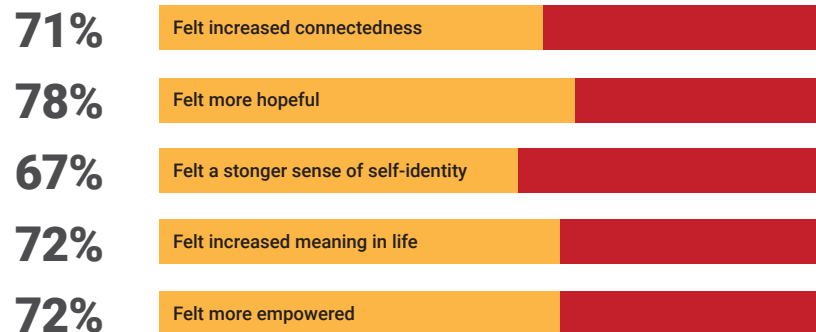 71% Felt increased connectedness
78% Felt more hopeful
67% Felt a stonger sense of self-identity
72% Felt increased meaning in life
72% Felt more empowered